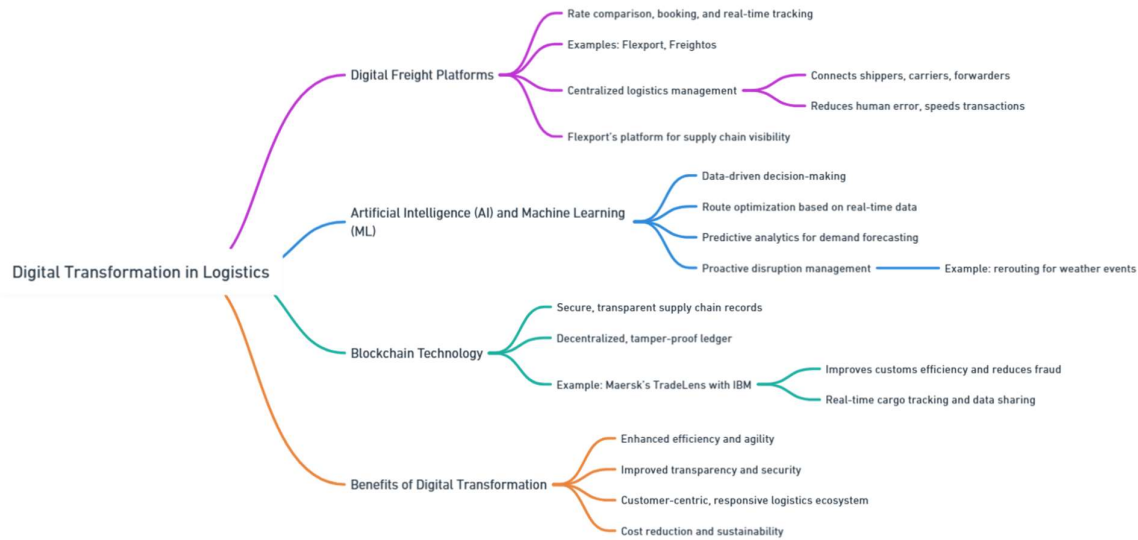 Digital Transformation in Logistics
Digital Freight Platforms
Rate comparison, booking, and real-time tracking
Examples: Flexport, Freightos
Centralized logistics management
Connects shippers, carriers, forwarders
Reduces human error, speeds transactions
Flexport's platform for supply chain visibility
Artificial Intelligence (AI) and Machine Learning
(ML)
Data-driven decision-making
Route optimization based on real-time data
Predictive analytics for demand forecasting
Proactive disruption management
Example: rerouting for weather events
Blockchain Technology
Secure, transparent supply chain records
Decentralized, tamper-proof ledger
Example: Maersk's TradeLens with IBM
Improves customs efficiency and reduces fraud
Real-time cargo tracking and data sharing
Benefits of Digital Transformation
Enhanced efficiency and agility
Improved transparency and security
Customer-centric, responsive logistics ecosystem
Cost reduction and sustainability